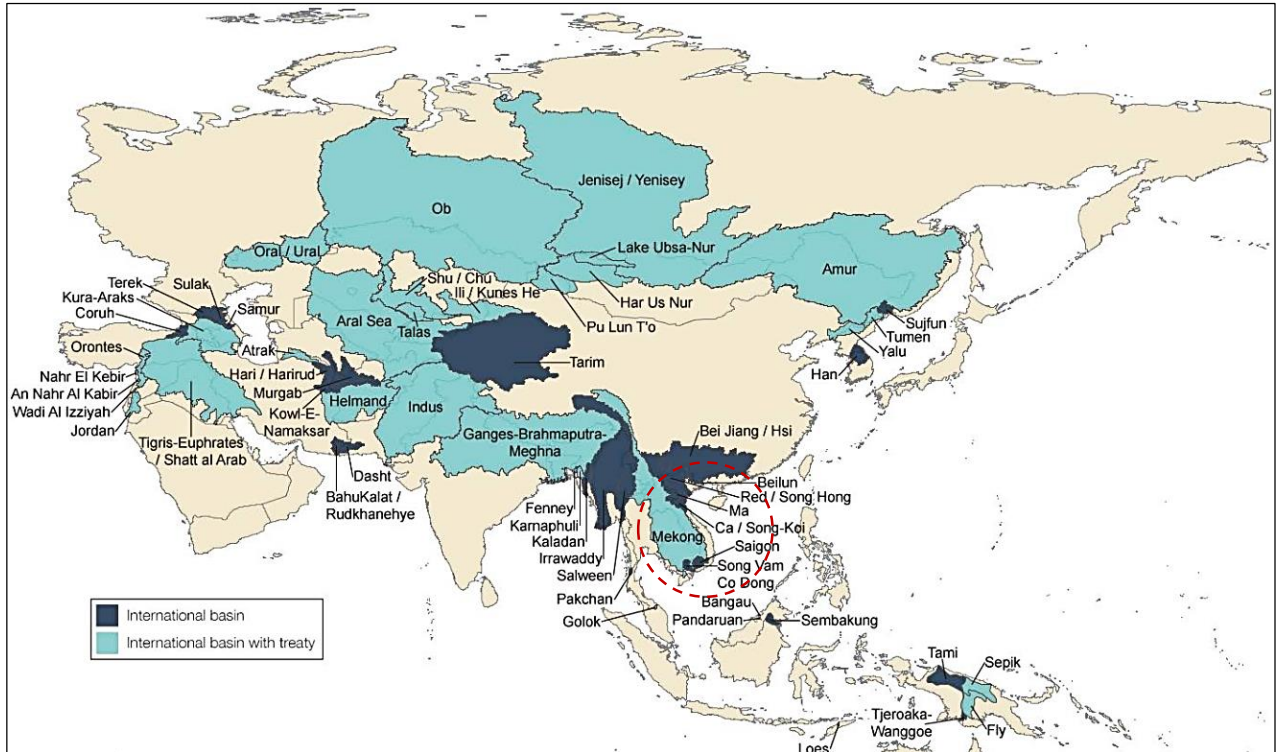 Jenisej / Yenisey
Ob
Lake Ubsa-Nur
Oral / Ural
Amur
Shu / Chu
Ili / Kunes He
Har Us Nur
Terek
Sulak
Kura-Araks
Samur
Coruh
Aral Sea
Talas
Pu Lun T'o
Sujfun
Tumen
Yalu
Orontes
Atrak
Tarim
Han
Nahr El Kebir
Hari / Harirud
An Nahr Al Kabir
Murgab
Wadi Al Izziyah
Kowl-E-
Namaksar
Helmand
Indus
Jordan
Tigris-Euphrates
/ Shatt al Arab
Ganges-Brahmaputra-
Meghna
Bei Jiang / Hsi
Dasht
BahuKalat /
Rudkhanehye
Beilun
Red / Song Hong
Ma
Ca / Song-Koi
Fenney
Karnaphuli
Kaladan
Irrawaddy
Salween
Mekong
Saigon
Song Vam
Co Dong
Pakchan
Golok
Bangau
Pandaruan
Sembakung
International basin
International basin with treaty
Tami
Sepik
Tjeroaka-
Wanggoe
Fly
Loes